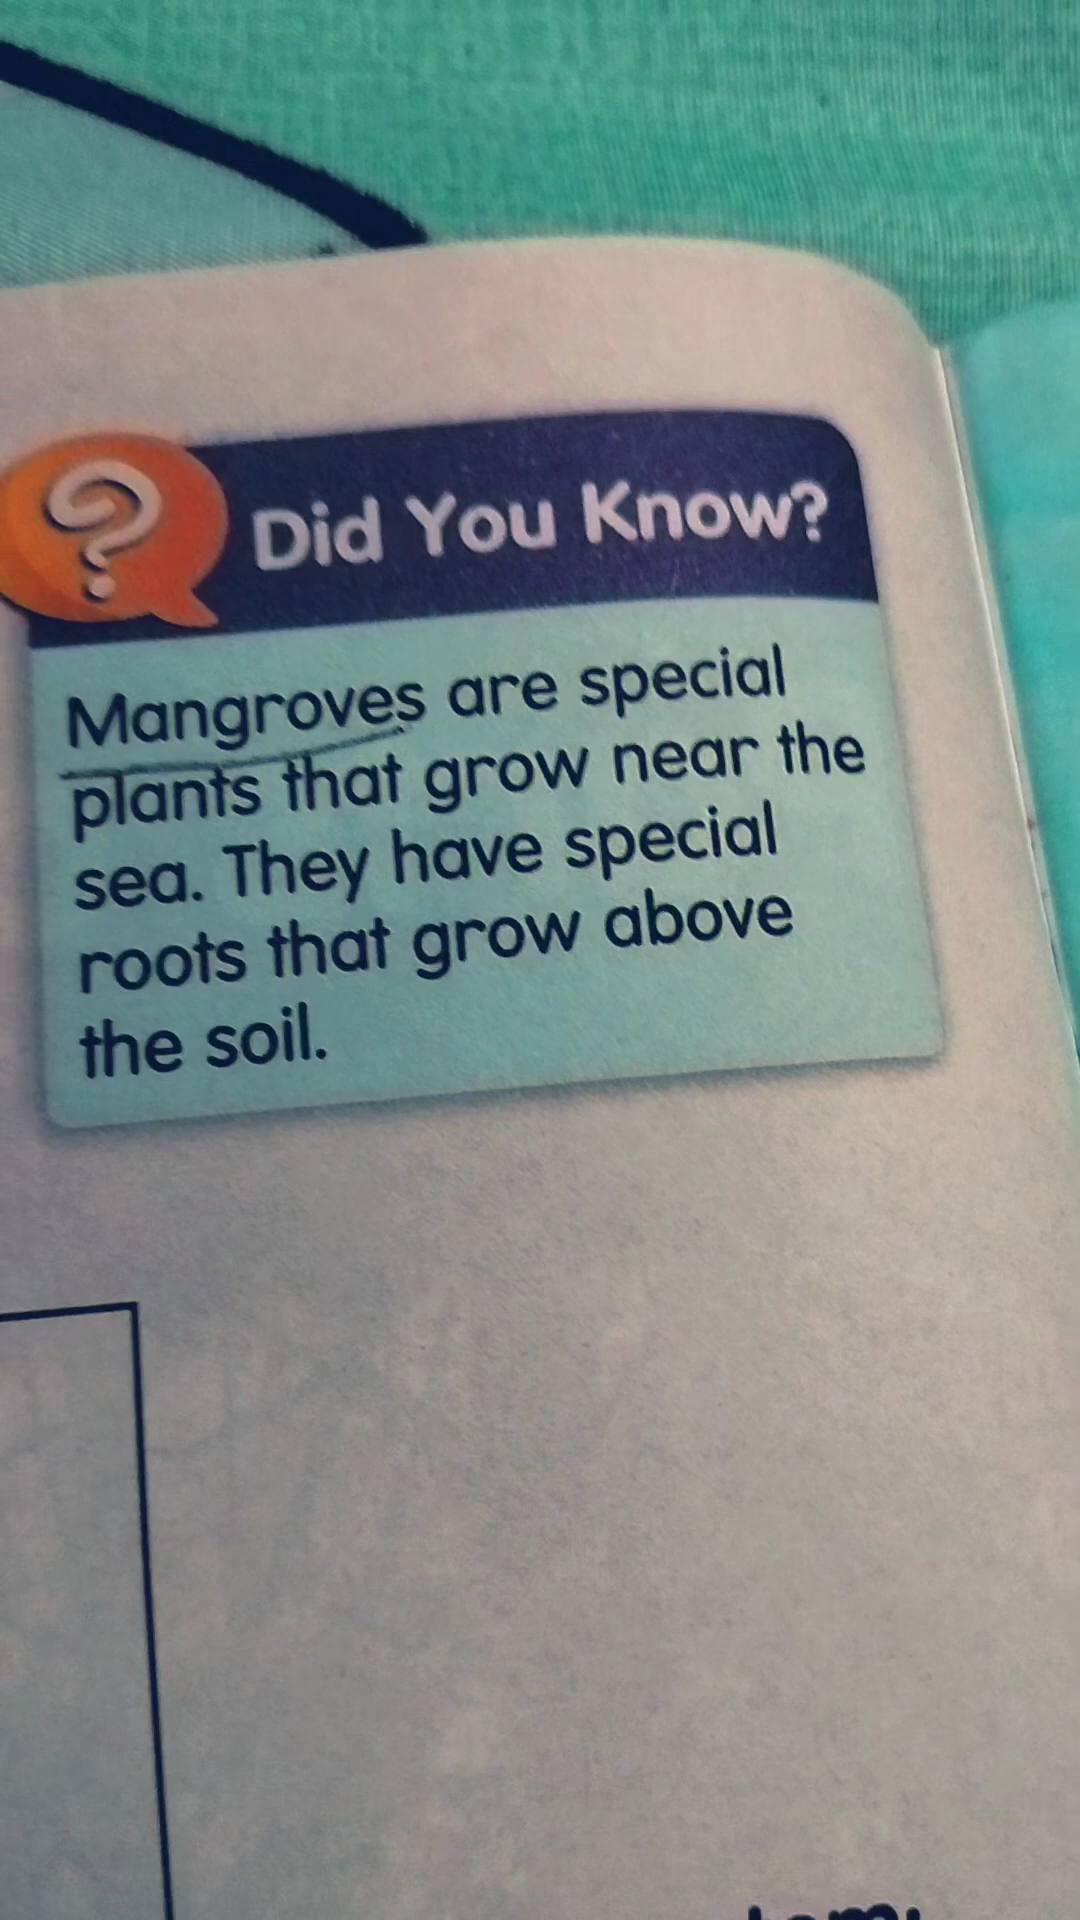 Did You Know?
Mangroves are special
plants that grow near the
sea. They have special
roots that grow above
the soil.